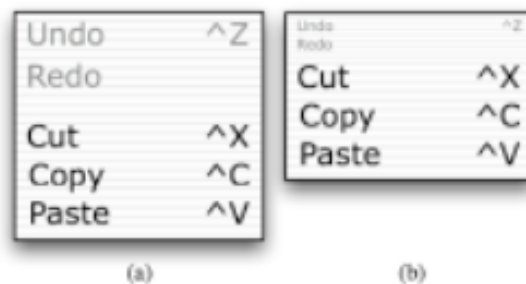 Undo ^Z
Redo
Cut ^X
Copy ^C
Paste ^V
(a)
Undo ^Z
Redo
Cut ^X
Copy ^C
Paste ^V
(b)